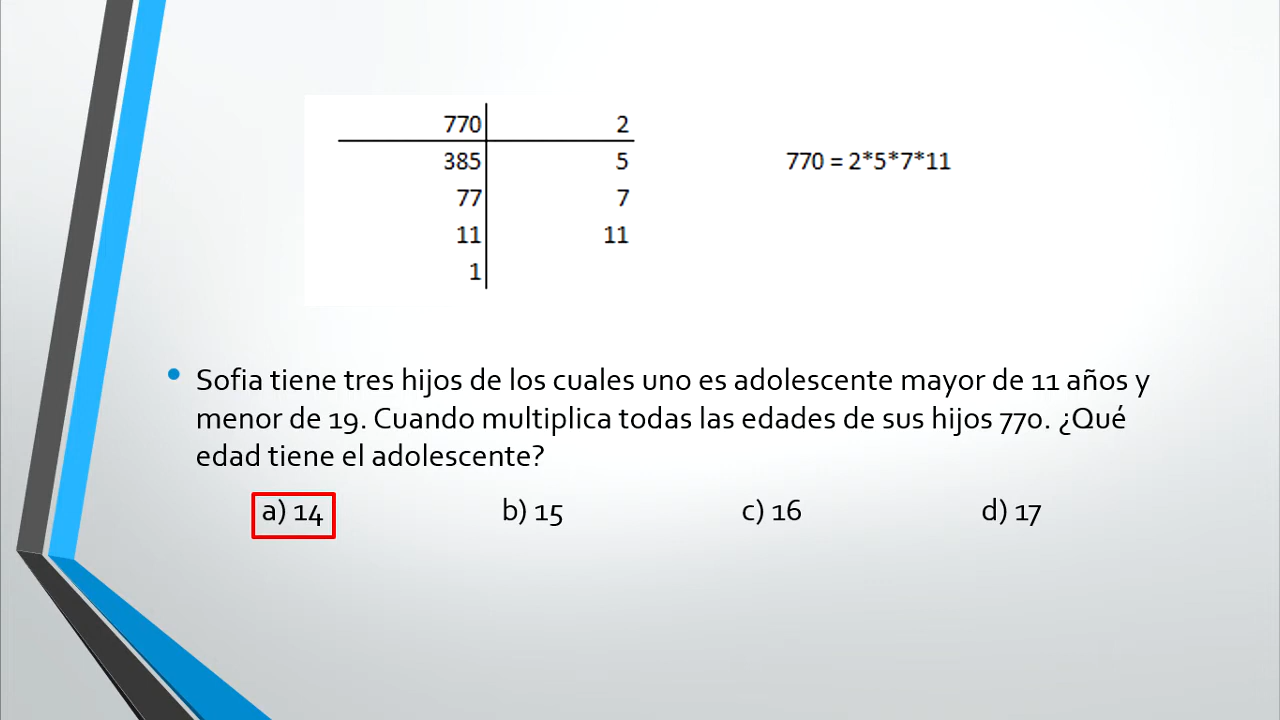 770 2
385 5
770 = 2*5*7*11
77 7
11 11
1
• Sofia tiene tres hijos de los cuales uno es adolescente mayor de 11 años y
menor de 19. Cuando multiplica todas las edades de sus hijos 770. ¿Qué
edad tiene el adolescente?
a) 14 b) 15 c) 16 d) 17